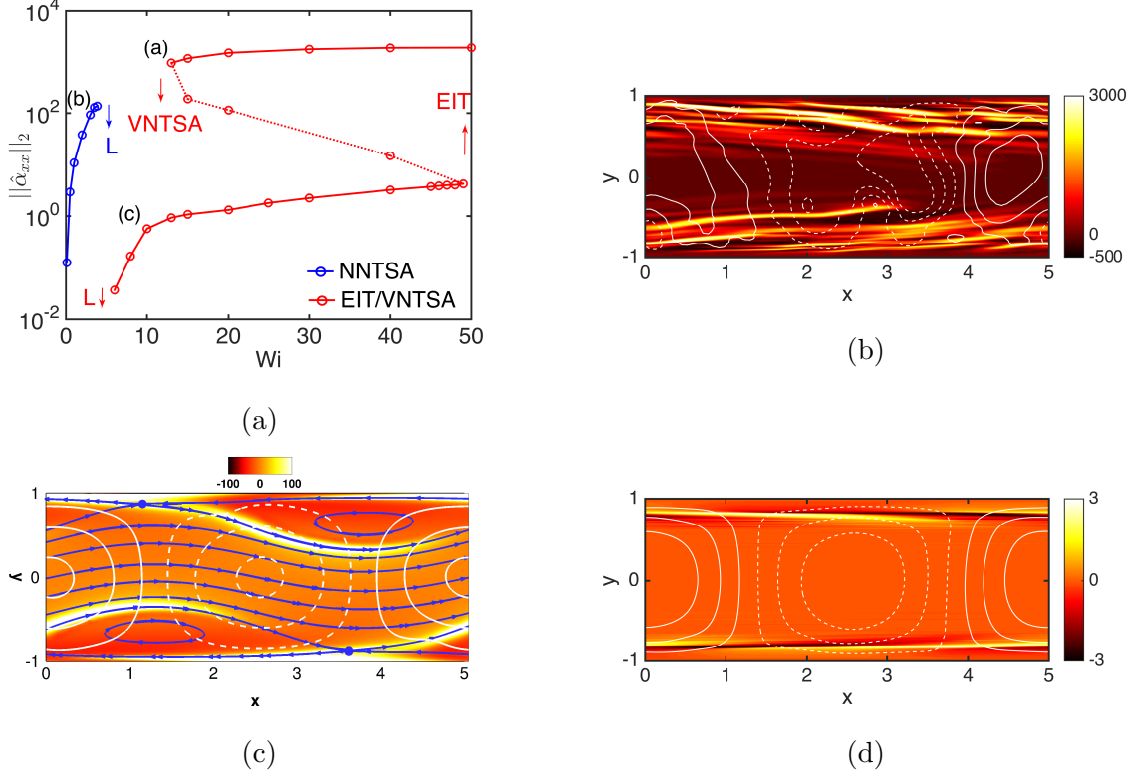 10^4
10^2
10^0
10^-2
||α̂_xx||_2
(a)
(b)
VNTSA
L
EIT
(c)
L
NNTSA
EIT/VNTSA
0 10 20 30 40 50
Wi
(a)
1
0
-1
y
0 1 2 3 4 5
x
3000
0
-500
(b)
-100 0 100
1
0
-1
y
0 1 2 3 4 5
x
(c)
1
0
-1
y
0 1 2 3 4 5
x
3
0
-3
(d)